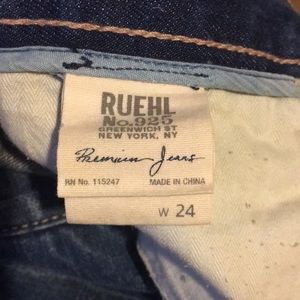 RUEHL
No. 925
GREENWICH ST
NEW YORK, NY
Premium Jeans
RN No. 115247 MADE IN CHINA
W 24